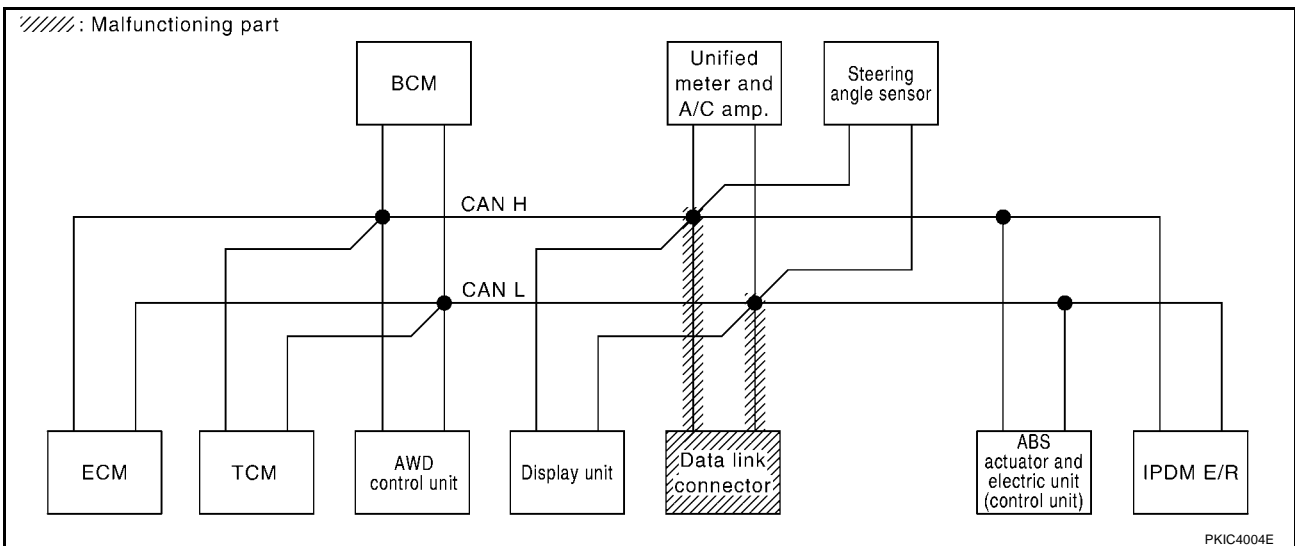 : Malfunctioning part
BCM
Unified
meter and
A/C amp.
Steering
angle sensor
CAN H
CAN L
ECM
TCM
AWD
control unit
Display unit
Data link
connector
ABS
actuator and
electric unit
(control unit)
IPDM E/R
PKIC4004E